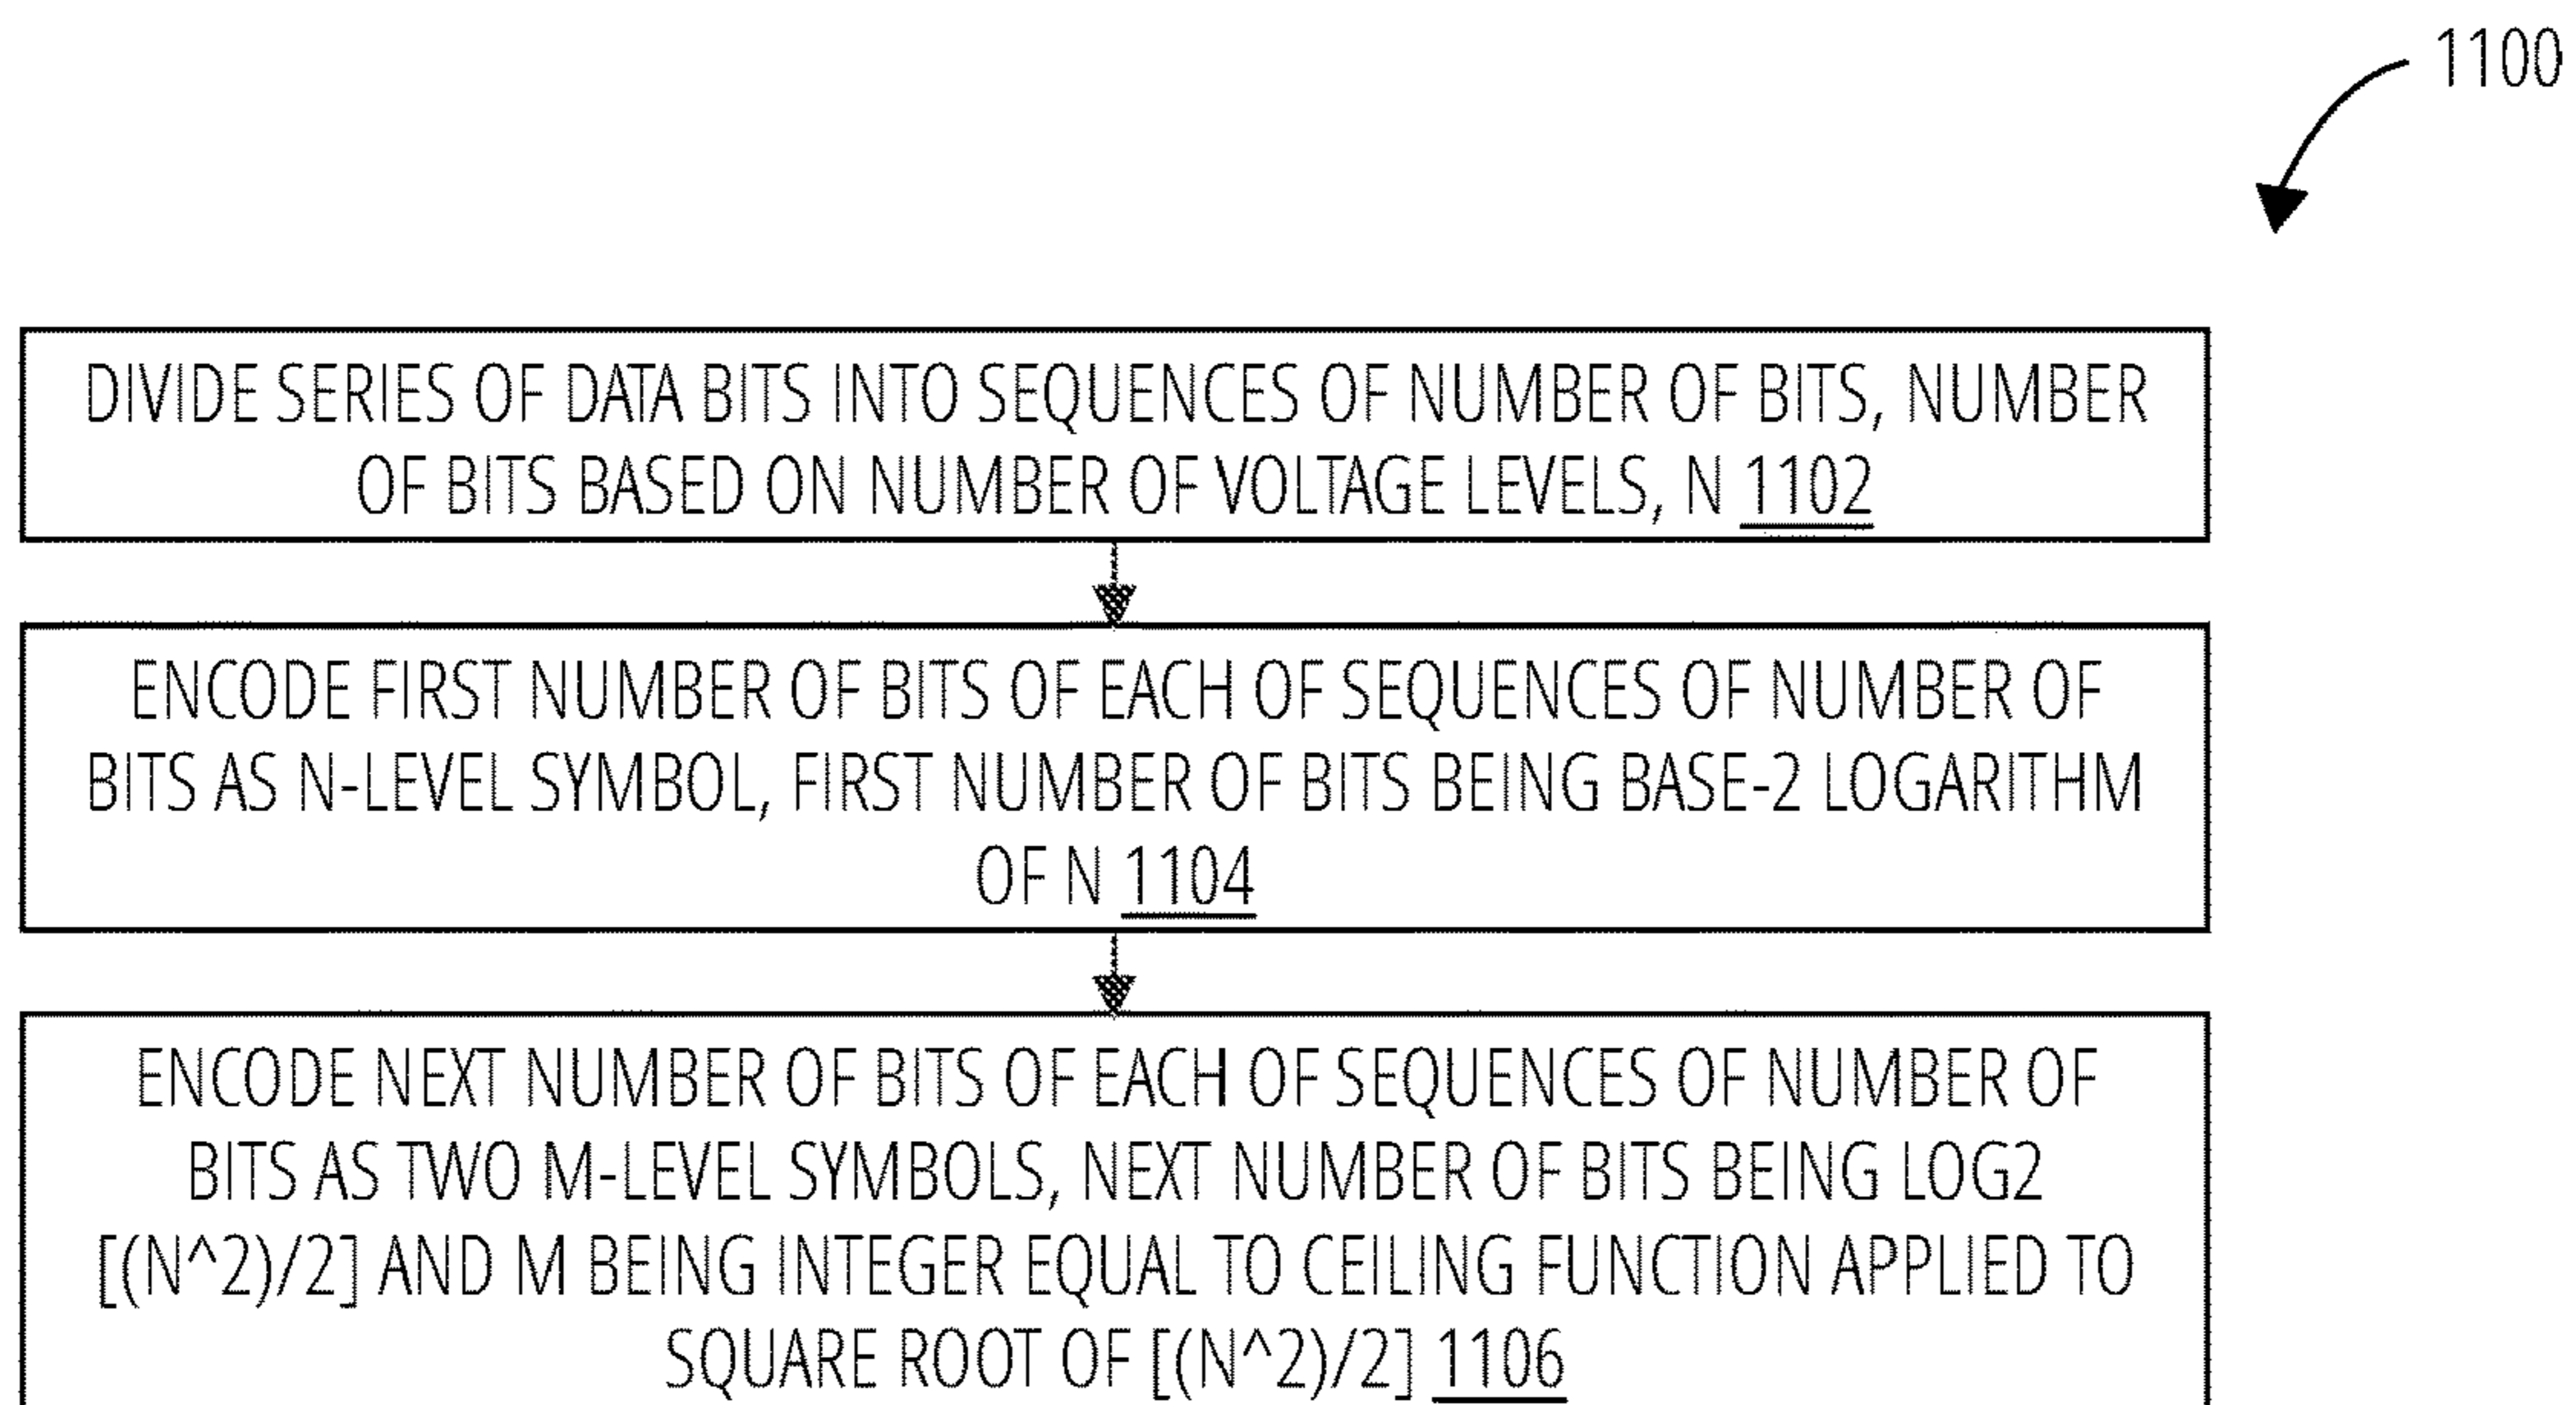 1100
DIVIDE SERIES OF DATA BITS INTO SEQUENCES OF NUMBER OF BITS, NUMBER
OF BITS BASED ON NUMBER OF VOLTAGE LEVELS, N 1102
ENCODE FIRST NUMBER OF BITS OF EACH OF SEQUENCES OF NUMBER OF
BITS AS N-LEVEL SYMBOL, FIRST NUMBER OF BITS BEING BASE-2 LOGARITHM
OF N 1104
ENCODE NEXT NUMBER OF BITS OF EACH OF SEQUENCES OF NUMBER OF
BITS AS TWO M-LEVEL SYMBOLS, NEXT NUMBER OF BITS BEING LOG2
[(N^2)/2] AND M BEING INTEGER EQUAL TO CEILING FUNCTION APPLIED TO
SQUARE ROOT OF [(N^2)/2] 1106